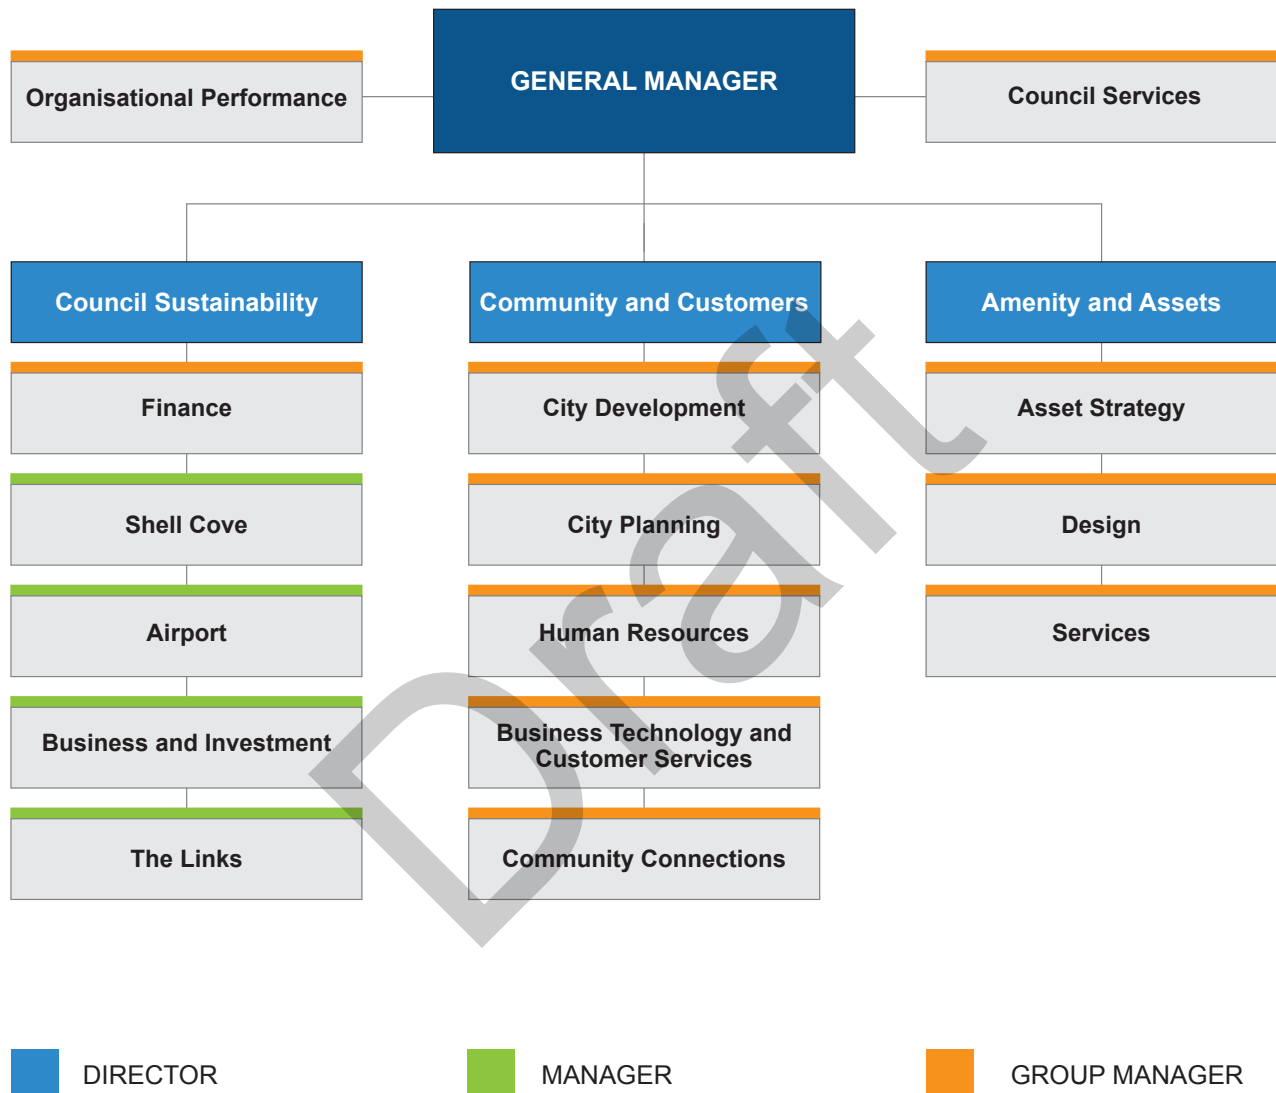 GENERAL MANAGER
Organisational Performance
Council Services
Council Sustainability
Finance
Shell Cove
Airport
Business and Investment
The Links
Community and Customers
City Development
City Planning
Human Resources
Business Technology and
Customer Services
Community Connections
Amenity and Assets
Asset Strategy
Design
Services
Draft
DIRECTOR
MANAGER
GROUP MANAGER